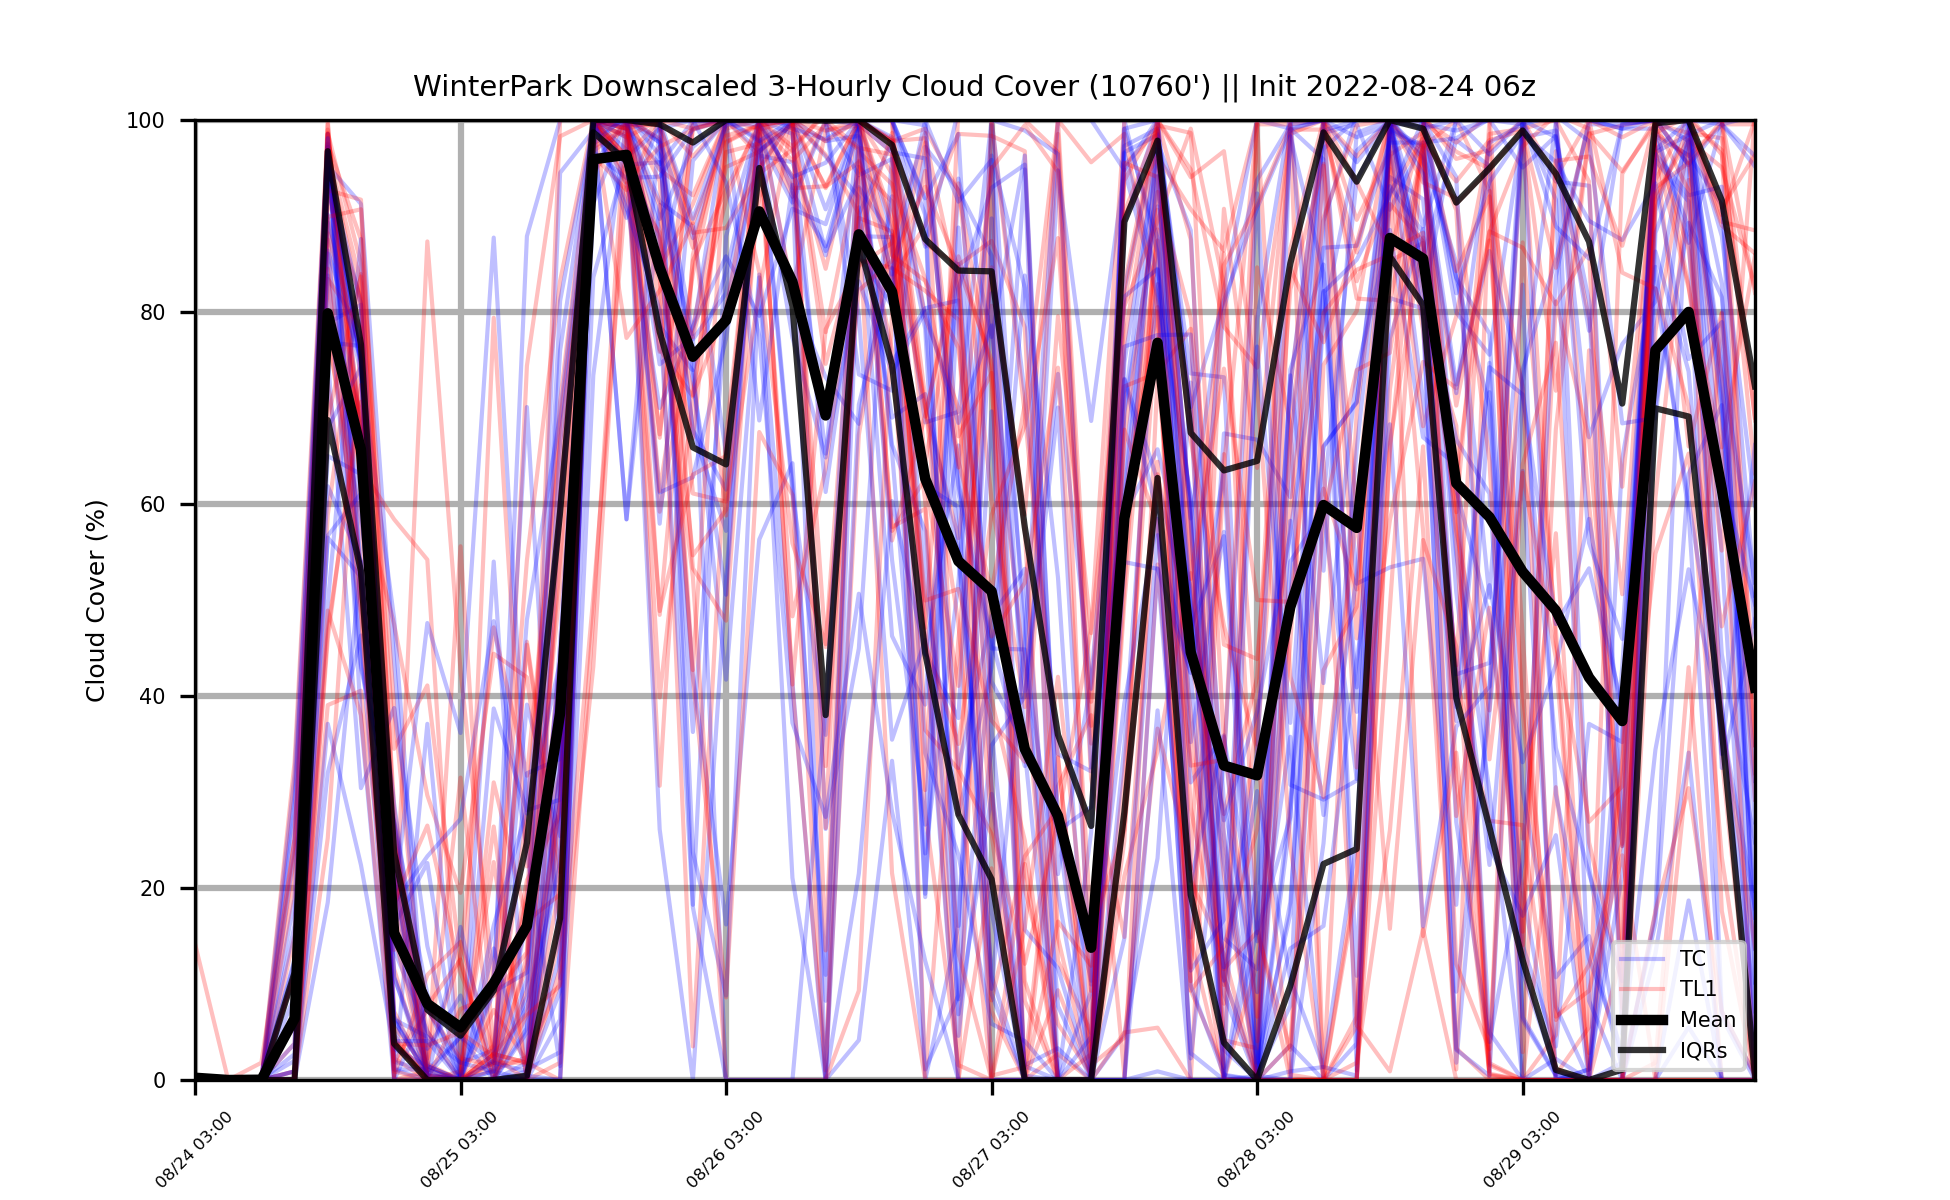 WinterPark Downscaled 3-Hourly Cloud Cover (10760') || Init 2022-08-24 06z
Cloud Cover (%)
100
80
60
40
20
0
TC
TL1
Mean
IQRs
08/24 03:00
08/25 03:00
08/26 03:00
08/27 03:00
08/28 03:00
08/29 03:00